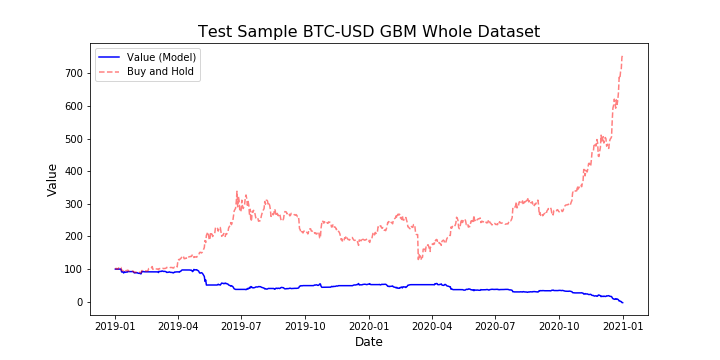 Test Sample BTC-USD GBM Whole Dataset
Value (Model)
Buy and Hold
Value
700
600
500
400
300
200
100
0
2019-01 2019-04 2019-07 2019-10 2020-01 2020-04 2020-07 2020-10 2021-01
Date